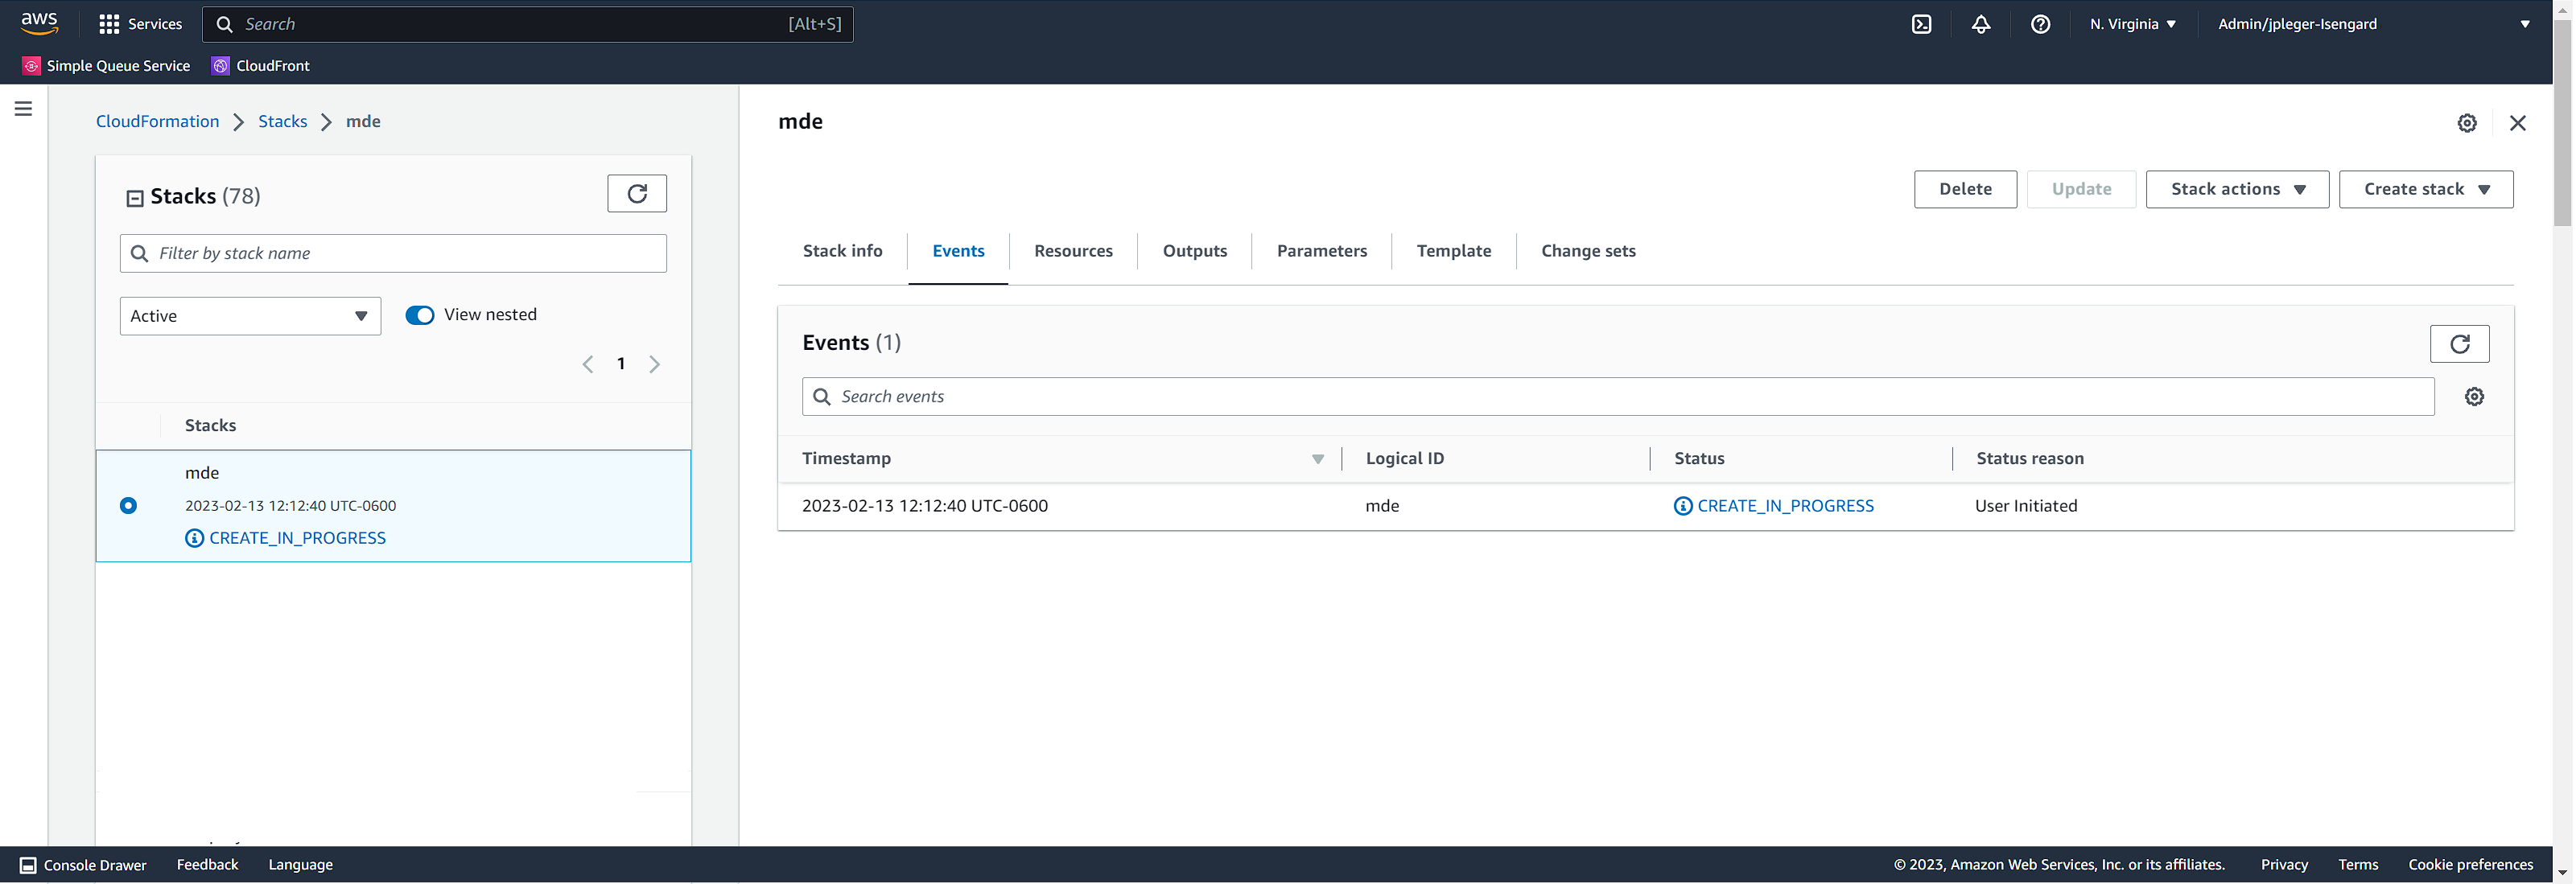 aws Services Search [Alt+S] N. Virginia Admin/jpleger-Isengard
Simple Queue Service CloudFront
CloudFormation Stacks mde
Stacks (78)
Filter by stack name
Active View nested
1
Stacks
mde
2023-02-13 12:12:40 UTC-0600
CREATE_IN_PROGRESS
mde
Delete Update Stack actions Create stack
Stack info Events Resources Outputs Parameters Template Change sets
Events (1)
Search events
Timestamp Logical ID Status Status reason
2023-02-13 12:12:40 UTC-0600 mde CREATE_IN_PROGRESS User Initiated
Console Drawer Feedback Language © 2023, Amazon Web Services, Inc. or its affiliates. Privacy Terms Cookie preferences